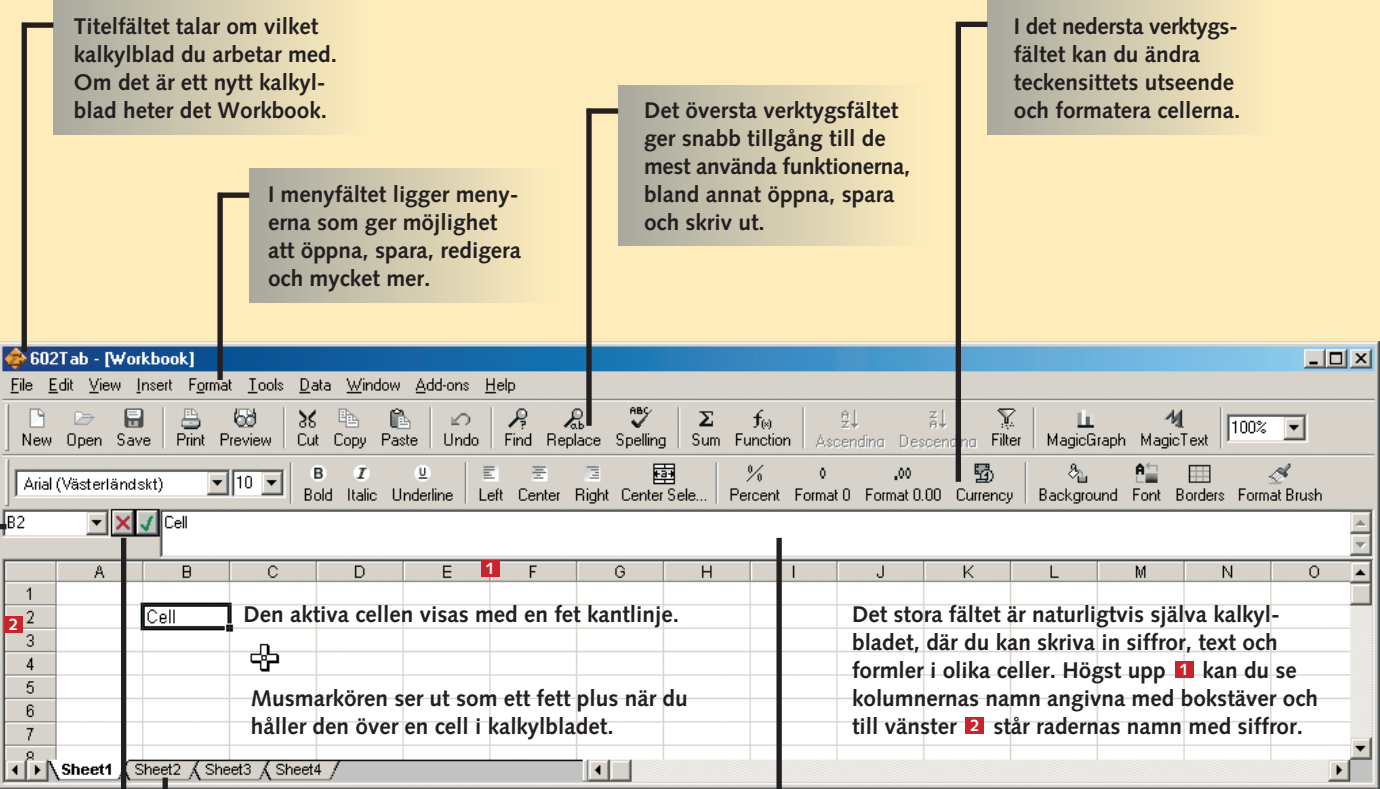 Titelfältet talar om vilket
kalkylblad du arbetar med.
Om det är ett nytt kalkyl-
blad heter det Workbook.
I menyfältet ligger meny-
erna som ger möjlighet
att öppna, spara, redigera
och mycket mer.
Det översta verktygsfältet
ger snabb tillgång till de
mest använda funktionerna,
bland annat öppna, spara
och skriv ut.
I det nedersta verktygs-
fältet kan du ändra
teckensittets utseende
och formatera cellerna.
602Tab - [Workbook]
File Edit View Insert Format Tools Data Window Add-ons Help
New Open Save Print Preview Cut Copy Paste Undo Find Replace Spelling Sum Function Ascending Descending Filter MagicGraph MagicText 100%
Arial (Västerländskt) 10 Bold Italic Underline Left Center Right Center Sele... Percent Format 0 Format 0.00 Currency Background Font Borders Format Brush
B2 Cell
A B C D E 1 F G H I J K L M N O
1
2 2
3
4
5
6
7
8
Cell
Den aktiva cellen visas med en fet kantlinje.
Musmarkören ser ut som ett fett plus när du
håller den över en cell i kalkylbladet.
Det stora fältet är naturligtvis själva kalkyl-
bladet, där du kan skriva in siffror, text och
formler i olika celler. Högst upp 1 kan du se
kolumnernas namn angivna med bokstäver och
till vänster 2 står radernas namn med siffror.
Sheet1 Sheet2 Sheet3 Sheet4